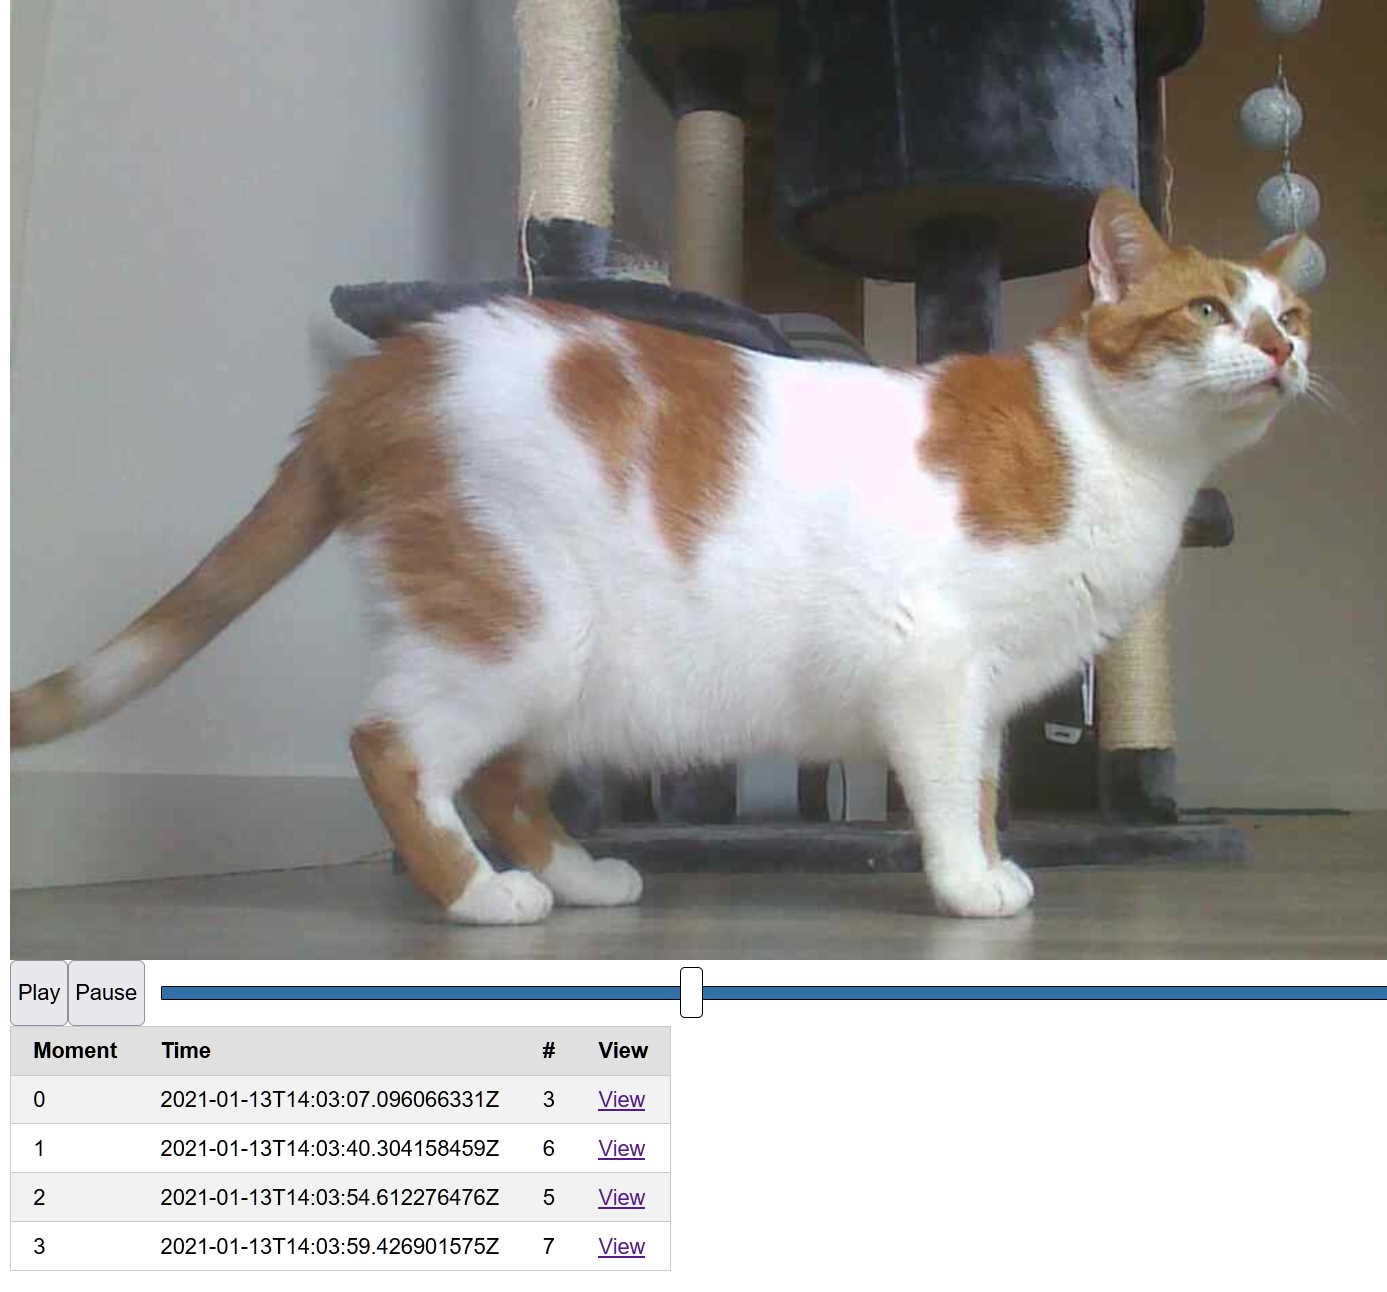 Play Pause
Moment Time # View
0 2021-01-13T14:03:07.096066331Z 3 View
1 2021-01-13T14:03:40.304158459Z 6 View
2 2021-01-13T14:03:54.612276476Z 5 View
3 2021-01-13T14:03:59.426901575Z 7 View